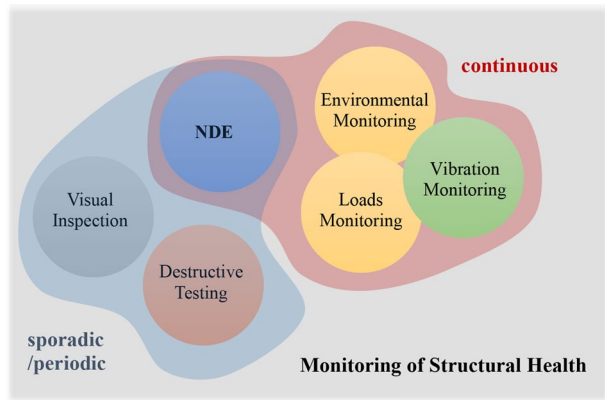 continuous
Environmental
Monitoring
NDE
Vibration
Monitoring
Visual
Inspection
Loads
Monitoring
Destructive
Testing
sporadic
/periodic
Monitoring of Structural Health